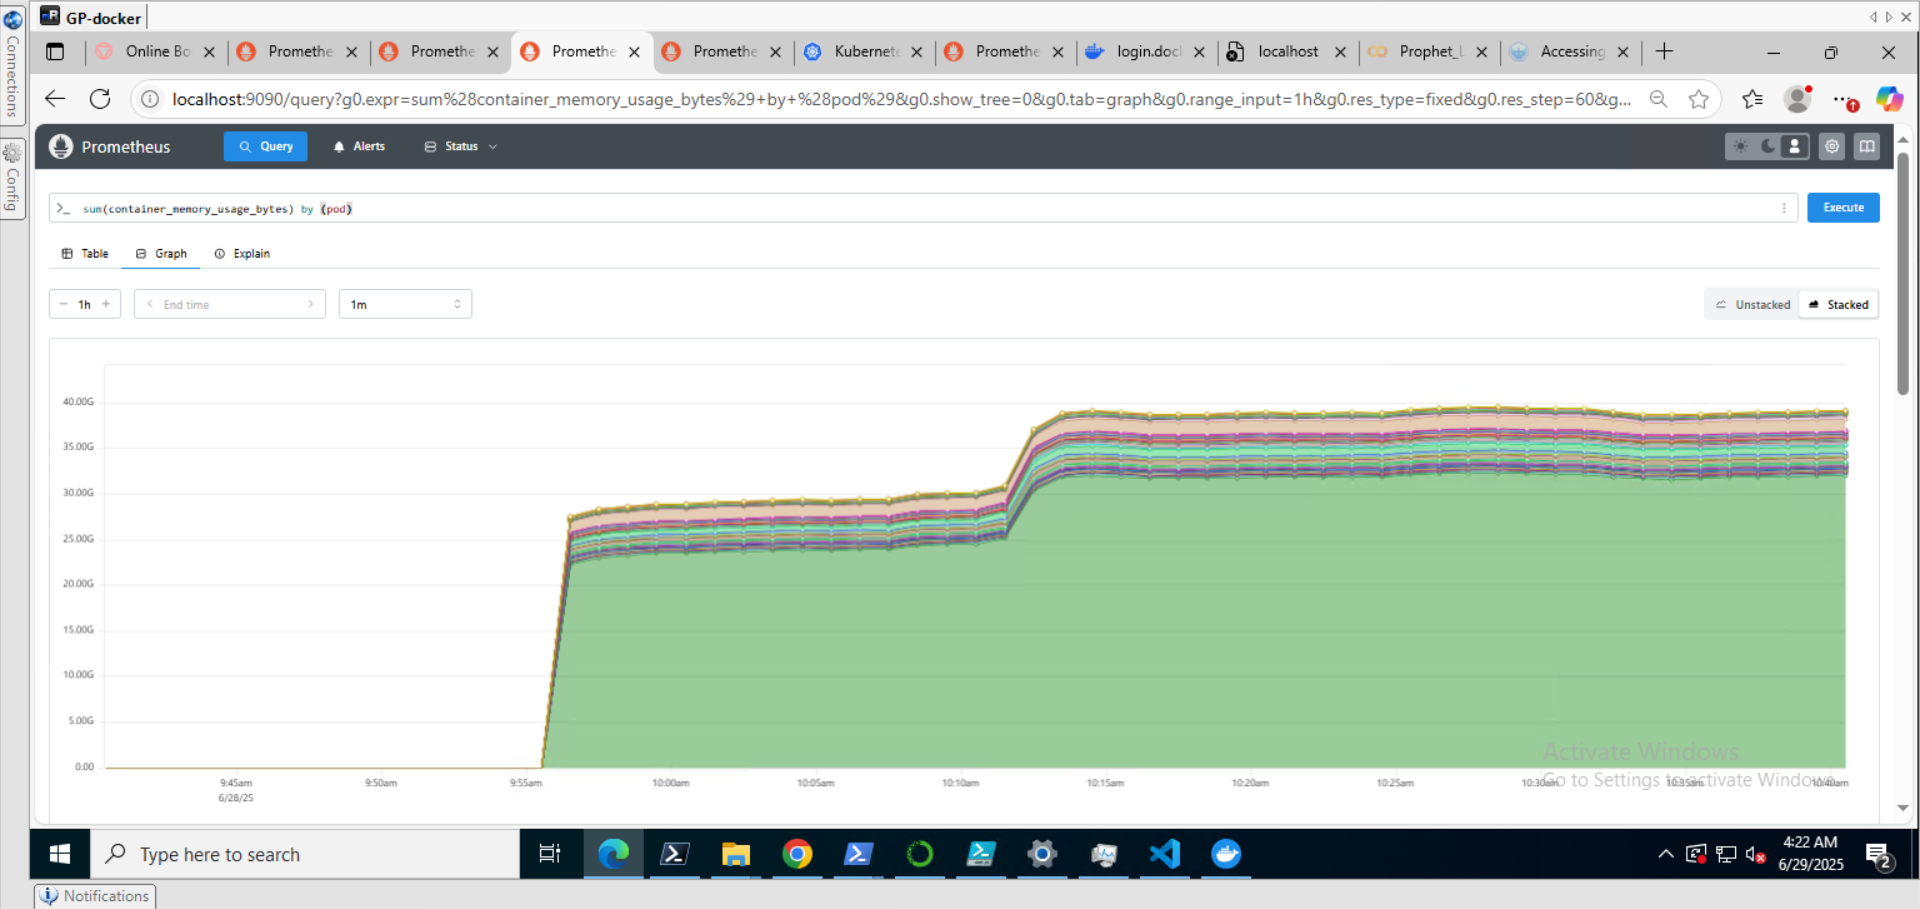 GP-docker
Connections
Config
Online Bo
Promethe
Promethe
Promethe
Promethe
Kubernet
Promethe
login.doc
localhost
Prophet_L
Accessing
localhost:9090/query?g0.expr=sum%28container_memory_usage_bytes%29+by+%28pod%29&g0.show_tree=0&g0.tab=graph&g0.range_input=1h&g0.res_type=fixed&g0.res_step=60&g...
Prometheus
Query
Alerts
Status
>_ sum(container_memory_usage_bytes) by (pod)
Execute
Table
Graph
Explain
− 1h +
End time
1m
Unstacked
Stacked
40.00G
35.00G
30.00G
25.00G
20.00G
15.00G
10.00G
5.00G
0.00
9:45am
6/28/25
9:50am
9:55am
10:00am
10:05am
10:10am
10:15am
10:20am
10:25am
10:30am
10:35am
10:40am
Activate Windows
Go to Settings to activate Windows.
Type here to search
4:22 AM
6/29/2025
2
Notifications